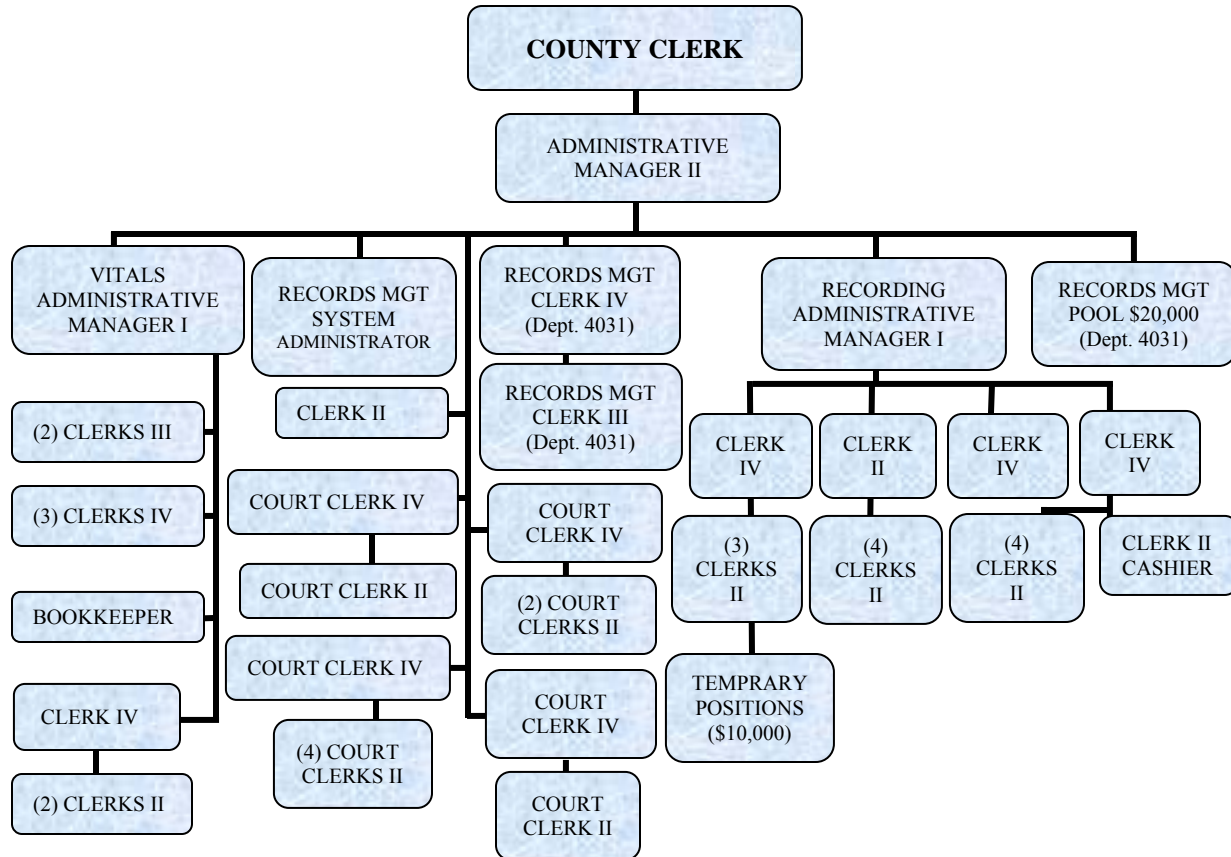 COUNTY CLERK
ADMINISTRATIVE
MANAGER II
VITALS
ADMINISTRATIVE
MANAGER I
RECORDS MGT
SYSTEM
ADMINISTRATOR
RECORDS MGT
CLERK IV
(Dept. 4031)
RECORDING
ADMINISTRATIVE
MANAGER I
RECORDS MGT
POOL $20,000
(Dept. 4031)
(2) CLERKS III
(3) CLERKS IV
BOOKKEEPER
CLERK IV
(2) CLERKS II
CLERK II
COURT CLERK IV
COURT CLERK II
COURT CLERK IV
(4) COURT
CLERKS II
RECORDS MGT
CLERK III
(Dept. 4031)
COURT
CLERK IV
(2) COURT
CLERKS II
COURT
CLERK IV
COURT
CLERK II
CLERK
IV
(3)
CLERKS
II
TEMPRARY
POSITIONS
($10,000)
CLERK
II
(4)
CLERKS
II
CLERK
IV
CLERK
IV
(4)
CLERKS
II
CLERK II
CASHIER